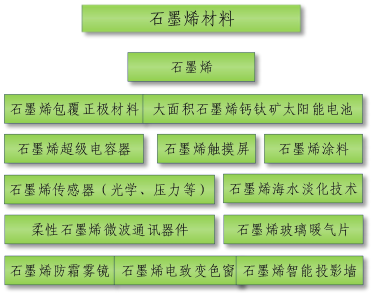 石墨烯材料
石墨烯
石墨烯包覆正极材料 大面积石墨烯钙钛矿太阳能电池
石墨烯超级电容器 石墨烯触摸屏 石墨烯涂料
石墨烯传感器（光学、压力等） 石墨烯海水淡化技术
柔性石墨烯微波通讯器件 石墨烯玻璃暖气片
石墨烯防霜雾镜 石墨烯电致变色窗 石墨烯智能投影墙